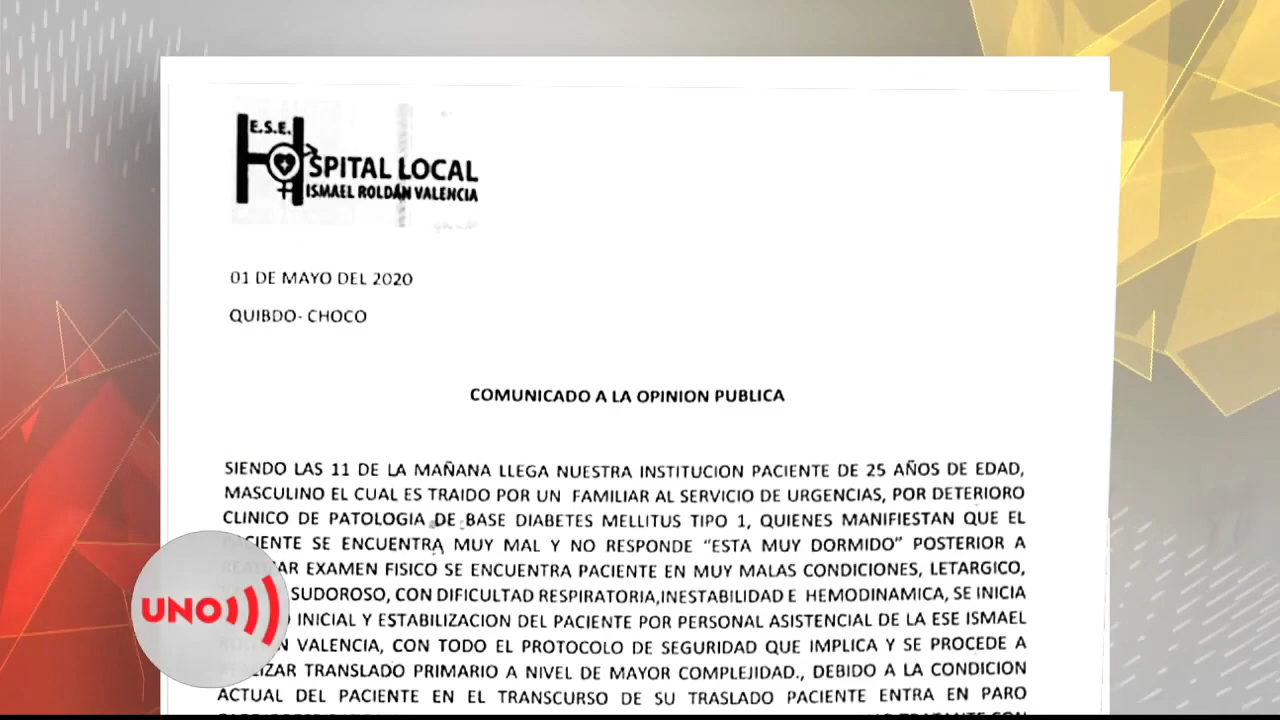 E.S.E.
HOSPITAL LOCAL
ISMAEL ROLDÁN VALENCIA
01 DE MAYO DEL 2020
QUIBDO- CHOCO
COMUNICADO A LA OPINION PUBLICA
SIENDO LAS 11 DE LA MAÑANA LLEGA NUESTRA INSTITUCION PACIENTE DE 25 AÑOS DE EDAD,
MASCULINO EL CUAL ES TRAIDO POR UN FAMILIAR AL SERVICIO DE URGENCIAS, POR DETERIORO
CLINICO DE PATOLOGIA DE BASE DIABETES MELLITUS TIPO 1, QUIENES MANIFIESTAN QUE EL
PACIENTE SE ENCUENTRA MUY MAL Y NO RESPONDE “ESTA MUY DORMIDO” POSTERIOR A
REALIZAR EXAMEN FISICO SE ENCUENTRA PACIENTE EN MUY MALAS CONDICIONES, LETARGICO,
SUDOROSO, CON DIFICULTAD RESPIRATORIA,INESTABILIDAD E HEMODINAMICA, SE INICIA
INICIAL Y ESTABILIZACION DEL PACIENTE POR PERSONAL ASISTENCIAL DE LA ESE ISMAEL
ROLDAN VALENCIA, CON TODO EL PROTOCOLO DE SEGURIDAD QUE IMPLICA Y SE PROCEDE A
REALIZAR TRANSLADO PRIMARIO A NIVEL DE MAYOR COMPLEJIDAD., DEBIDO A LA CONDICION
ACTUAL DEL PACIENTE EN EL TRANSCURSO DE SU TRASLADO PACIENTE ENTRA EN PARO
UNO